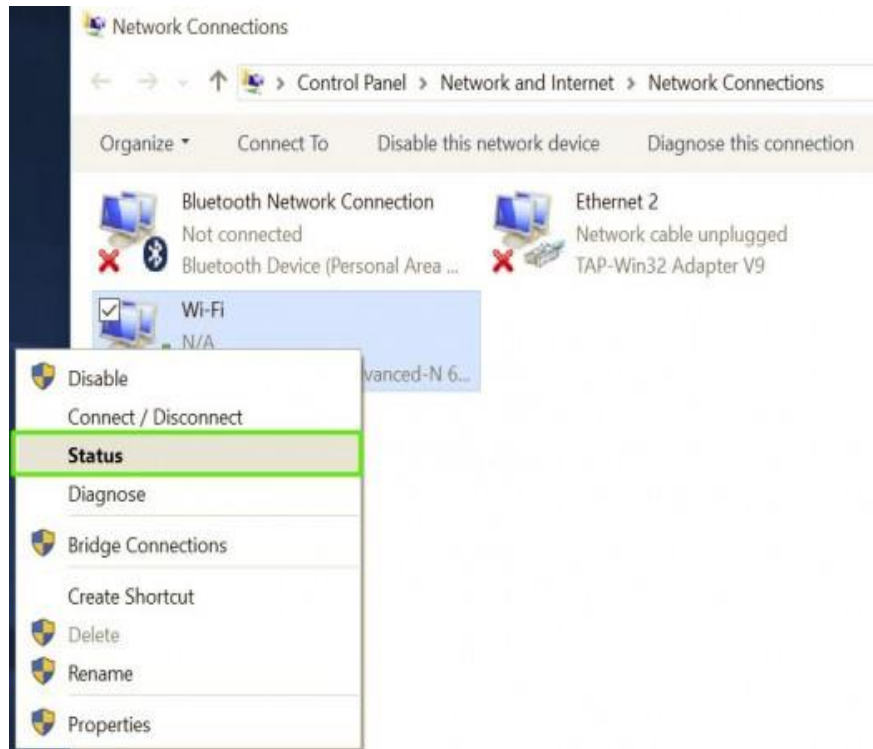 Network Connections
Control Panel > Network and Internet > Network Connections
Organize Connect To Disable this network device Diagnose this connection
Bluetooth Network Connection
Not connected
Bluetooth Device (Personal Area ...
Ethernet 2
Network cable unplugged
TAP-Win32 Adapter V9
Wi-Fi
N/A
vanced-N 6...
Disable
Connect / Disconnect
Status
Diagnose
Bridge Connections
Create Shortcut
Delete
Rename
Properties